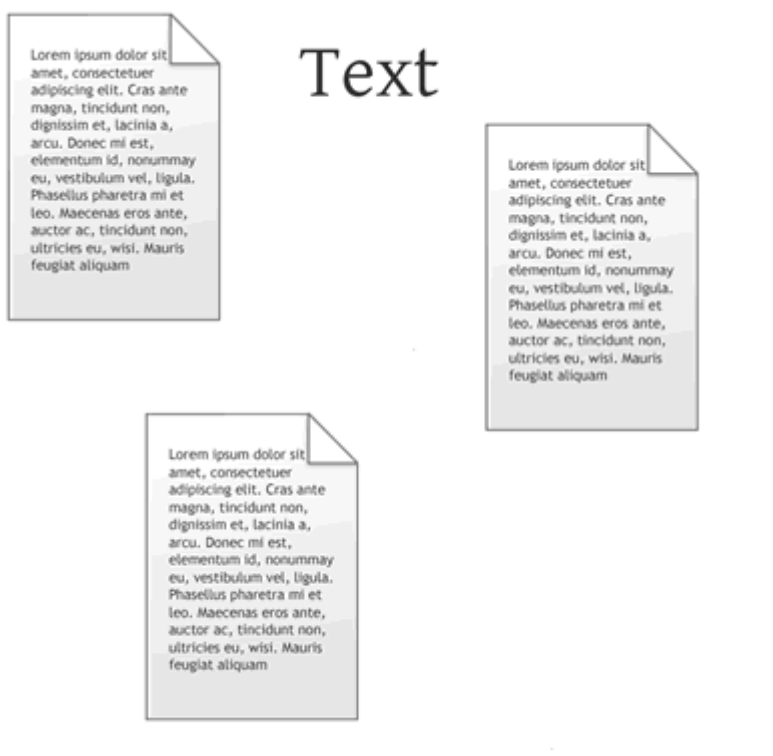 Text
Lorem ipsum dolor sit
amet, consectetuer
adipiscing elit. Cras ante
magna, tincidunt non,
dignissim et, lacinia a,
arcu. Donec mi est,
elementum id, nonummay
eu, vestibulum vel, ligula.
Phasellus pharetra mi et
leo. Maecenas eros ante,
auctor ac, tincidunt non,
ultricies eu, wisi. Mauris
feugiat aliquam
Lorem ipsum dolor sit
amet, consectetuer
adipiscing elit. Cras ante
magna, tincidunt non,
dignissim et, lacinia a,
arcu. Donec mi est,
elementum id, nonummay
eu, vestibulum vel, ligula.
Phasellus pharetra mi et
leo. Maecenas eros ante,
auctor ac, tincidunt non,
ultricies eu, wisi. Mauris
feugiat aliquam
Lorem ipsum dolor sit
amet, consectetuer
adipiscing elit. Cras ante
magna, tincidunt non,
dignissim et, lacinia a,
arcu. Donec mi est,
elementum id, nonummay
eu, vestibulum vel, ligula.
Phasellus pharetra mi et
leo. Maecenas eros ante,
auctor ac, tincidunt non,
ultricies eu, wisi. Mauris
feugiat aliquam